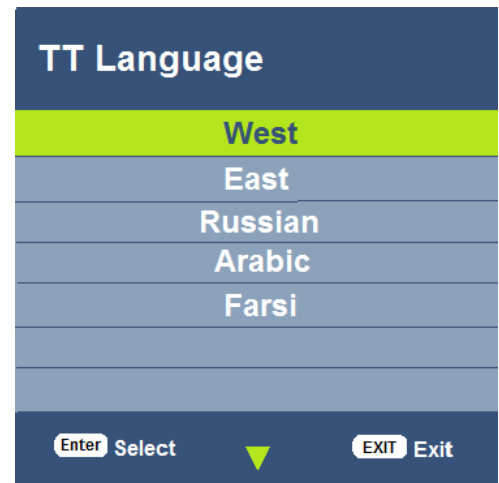 TT Language
West
East
Russian
Arabic
Farsi
Enter Select EXIT Exit